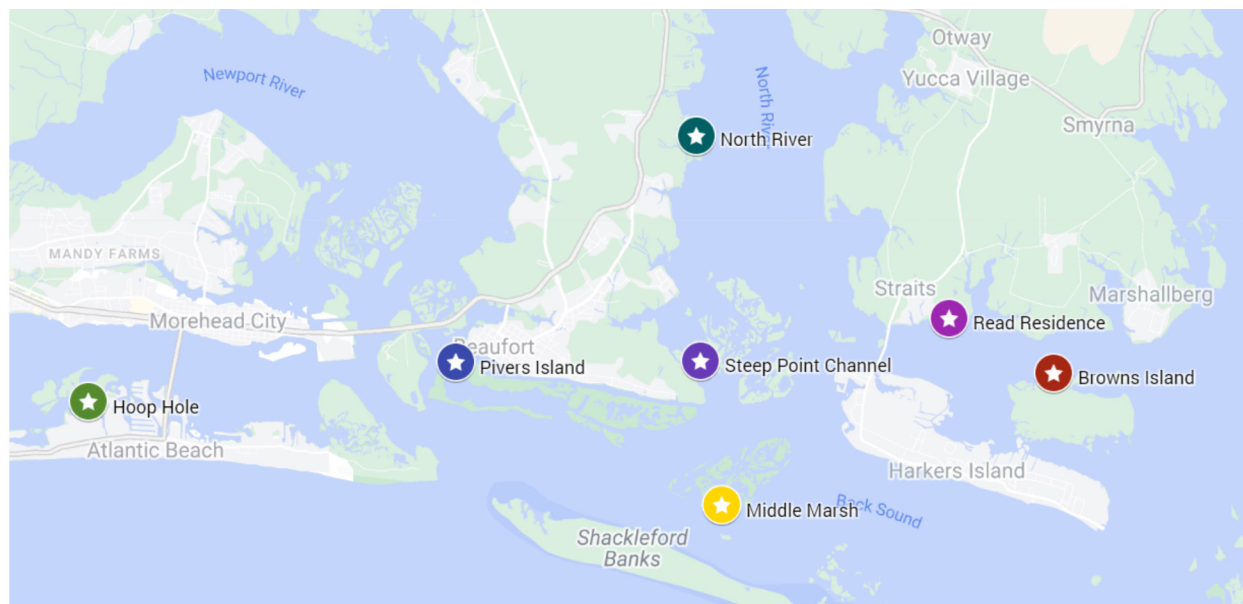 Otway
Newport River
North River
Yucca Village
Smyrna
North River
MANDY FARMS
Straits
Marshallberg
Morehead City
Read Residence
Beaufort
Pivers Island
Steep Point Channel
Browns Island
Hoop Hole
Atlantic Beach
Harkers Island
Middle Marsh
Back Sound
Shackleford
Banks